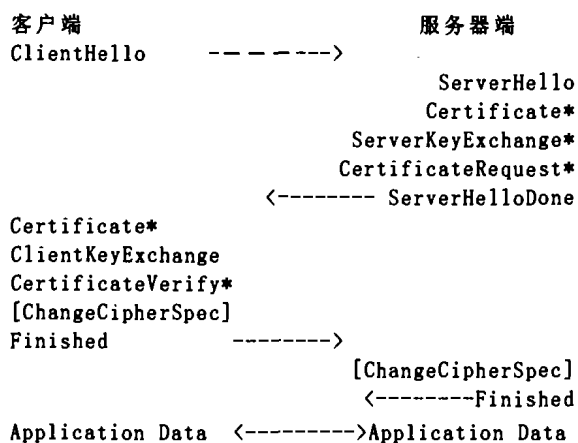 客户端 服务器端
ClientHello -------->
ServerHello
Certificate*
ServerKeyExchange*
CertificateRequest*
<-------- ServerHelloDone
Certificate*
ClientKeyExchange
CertificateVerify*
[ChangeCipherSpec]
Finished -------->
[ChangeCipherSpec]
<--------Finished
Application Data <--------->Application Data